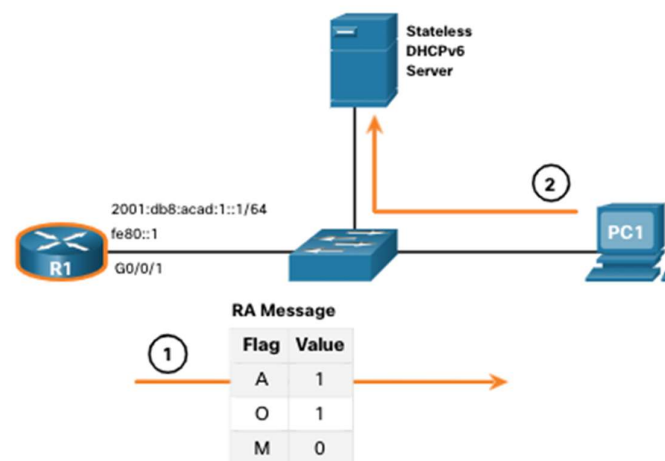 Stateless
DHCPv6
Server
2
2001:db8:acad:1::1/64
fe80::1
PC1
R1
G0/0/1
RA Message
1
Flag Value
A 1
O 1
M 0